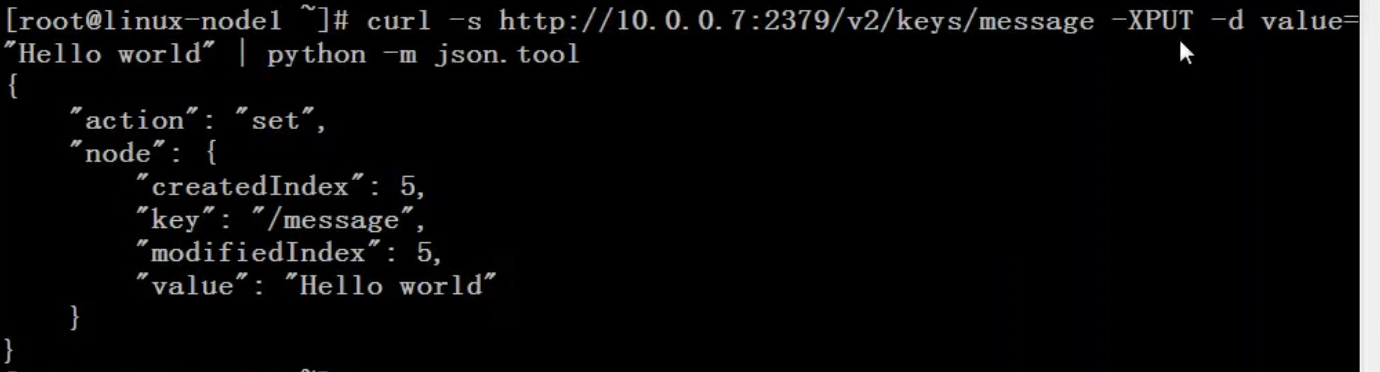 [root@linux-node1 ~]# curl -s http://10.0.0.7:2379/v2/keys/message -XPUT -d value=
"Hello world" | python -m json.tool
{
    "action": "set",
    "node": {
        "createdIndex": 5,
        "key": "/message",
        "modifiedIndex": 5,
        "value": "Hello world"
    }
}